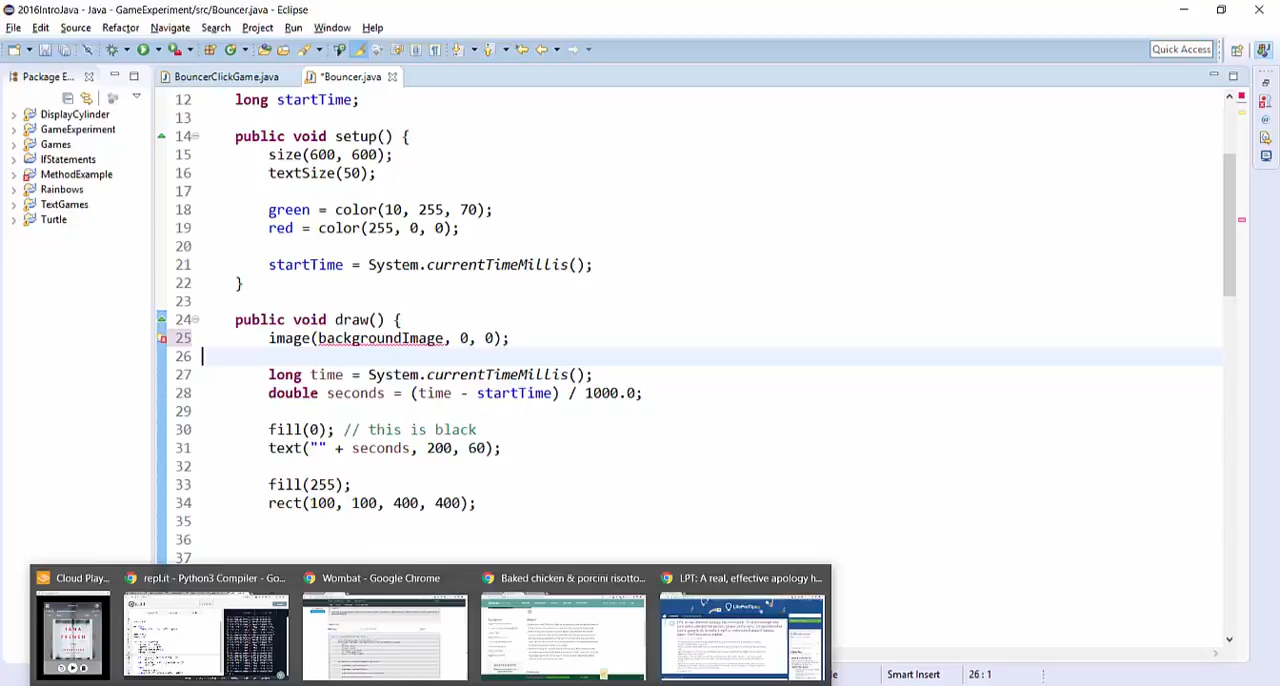 2016IntroJava - Java - GameExperiment/src/Bouncer.java - Eclipse
File Edit Source Refactor Navigate Search Project Run Window Help
Quick Access
Package E...
BouncerClickGame.java
*Bouncer.java
DisplayCylinder
GameExperiment
Games
IfStatements
MethodExample
Rainbows
TextGames
Turtle
12 long startTime;
13
14 public void setup() {
15 size(600, 600);
16 textSize(50);
17
18 green = color(10, 255, 70);
19 red = color(255, 0, 0);
20
21 startTime = System.currentTimeMillis();
22 }
23
24 public void draw() {
25 image(backgroundImage, 0, 0);
26
27 long time = System.currentTimeMillis();
28 double seconds = (time - startTime) / 1000.0;
29
30 fill(0); // this is black
31 text("" + seconds, 200, 60);
32
33 fill(255);
34 rect(100, 100, 400, 400);
35
36
37
Cloud Play...
repl.it - Python3 Compiler - Go...
Wombat - Google Chrome
Baked chicken & porcini risotto...
LPT: A real, effective apology h...
FRENCH
LifeProTips
Smart Insert
26 : 1